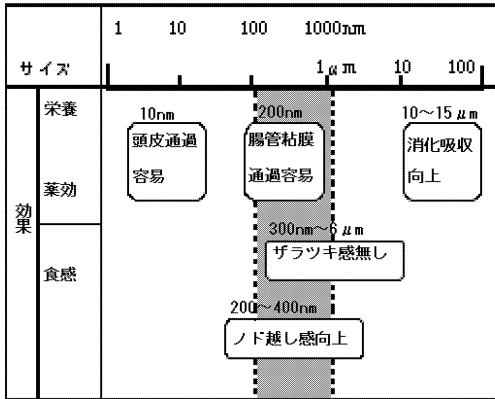 1 10 100 1000nm
サイズ 1αm 10 100
栄養
薬効
効果
食感
10nm
頭皮通過
容易
200nm
腸管粘膜
通過容易
10～15μm
消化吸収
向上
300nm～6μm
ザラツキ感無し
200～400nm
ノド越し感向上